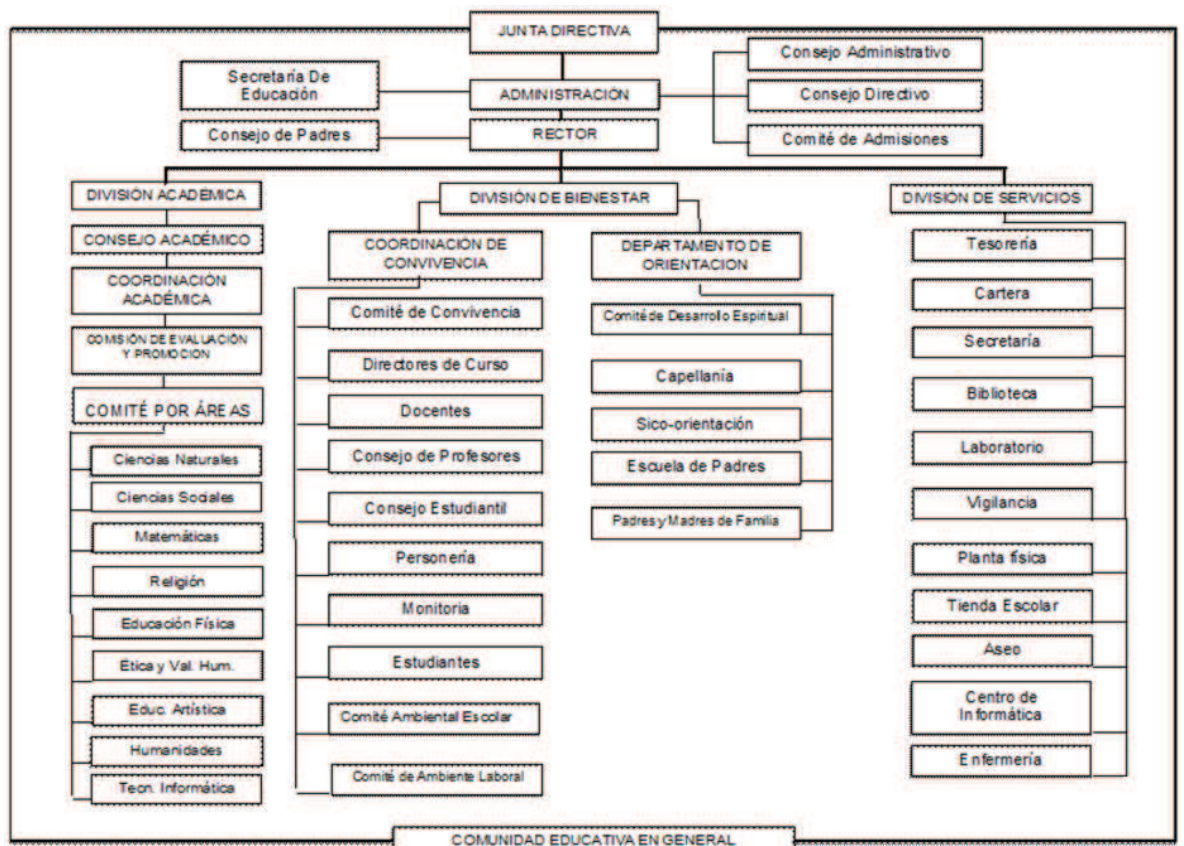 JUNTA DIRECTIVA
Consejo Administrativo
Secretaría De
Educación
ADMINISTRACIÓN
Consejo Directivo
Consejo de Padres
RECTOR
Comité de Admisiones
DIVISIÓN ACADÉMICA
CONSEJO ACADÉMICO
COORDINACIÓN
ACADÉMICA
COMISIÓN DE EVALUACIÓN
Y PROMOCION
COMITÉ POR ÁREAS
Ciencias Naturales
Ciencias Sociales
Matemáticas
Religión
Educación Física
Ética y Val. Hum.
Educ. Artística
Humanidades
Tecn. Informática
DIVISIÓN DE BIENESTAR
COORDINACIÓN DE
CONVIVENCIA
Comité de Convivencia
Directores de Curso
Docentes
Consejo de Profesores
Consejo Estudiantil
Personería
Monitoria
Estudiantes
Comité Ambiental Escolar
Comité de Ambiente Laboral
DEPARTAMENTO DE
ORIENTACION
Comité de Desarrollo Espiritual
Capellanía
Sico-orientación
Escuela de Padres
Padres y Madres de Familia
DIVISIÓN DE SERVICIOS
Tesorería
Cartera
Secretaría
Biblioteca
Laboratorio
Vigilancia
Planta física
Tienda Escolar
Aseo
Centro de
Informática
Enfermería
COMUNIDAD EDUCATIVA EN GENERAL